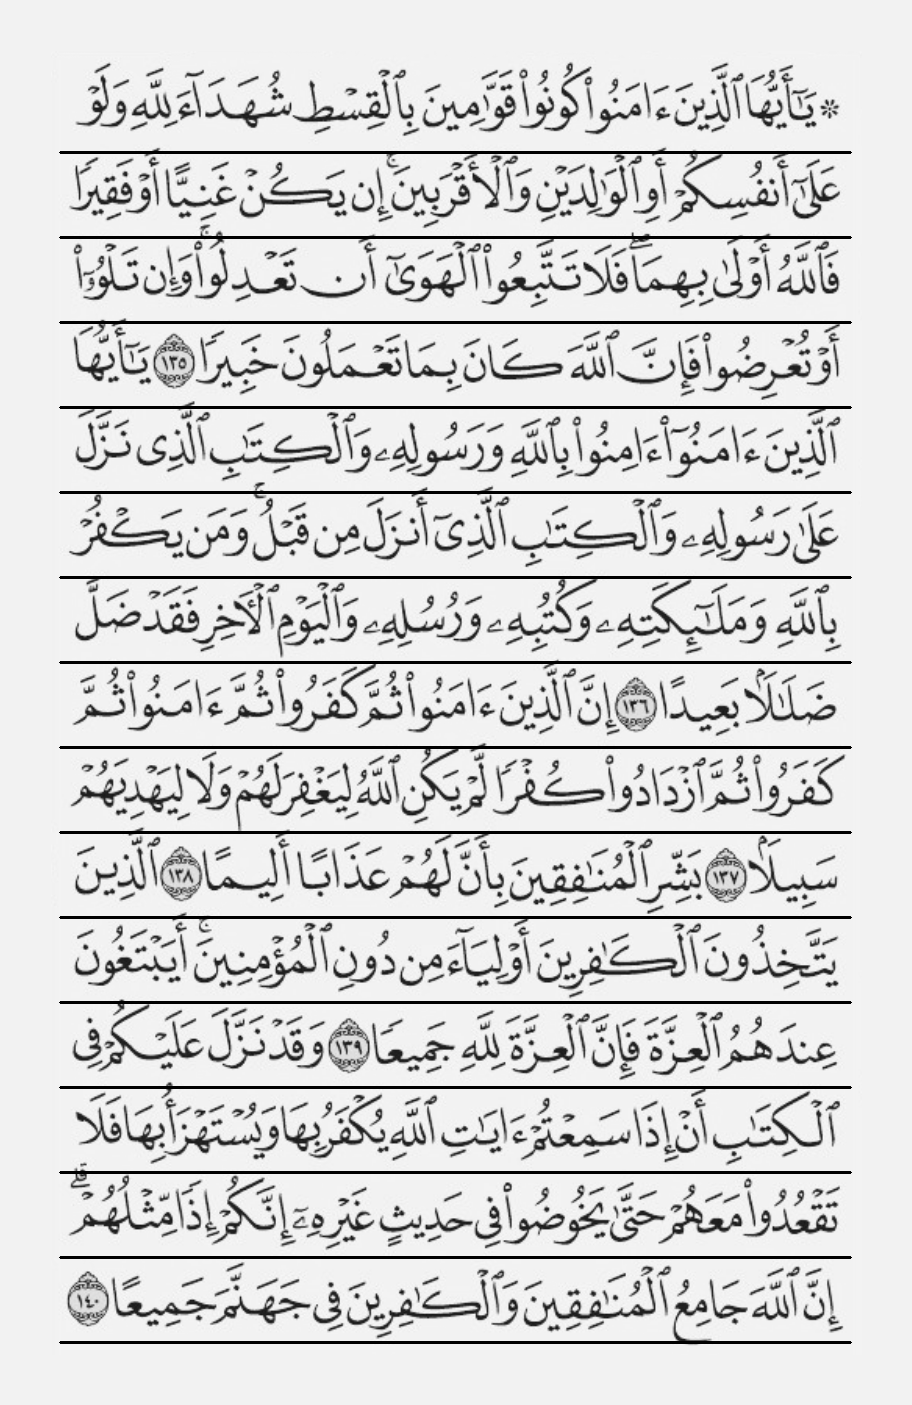 ۞ يَٰٓأَيُّهَا ٱلَّذِينَ ءَامَنُوا۟ كُونُوا۟ قَوَّٰمِينَ بِٱلْقِسْطِ شُهَدَآءَ لِلَّهِ وَلَوْ
عَلَىٰٓ أَنفُسِكُمْ أَوِ ٱلْوَٰلِدَيْنِ وَٱلْأَقْرَبِينَ ۚ إِن يَكُنْ غَنِيًّا أَوْ فَقِيرًا
فَٱللَّهُ أَوْلَىٰ بِهِمَا ۖ فَلَا تَتَّبِعُوا۟ ٱلْهَوَىٰٓ أَن تَعْدِلُوا۟ ۚ وَإِن تَلْوُۥٓا۟
أَوْ تُعْرِضُوا۟ فَإِنَّ ٱللَّهَ كَانَ بِمَا تَعْمَلُونَ خَبِيرًا ١٣٥ يَٰٓأَيُّهَا
ٱلَّذِينَ ءَامَنُوٓا۟ ءَامِنُوا۟ بِٱللَّهِ وَرَسُولِهِۦ وَٱلْكِتَٰبِ ٱلَّذِى نَزَّلَ
عَلَىٰ رَسُولِهِۦ وَٱلْكِتَٰبِ ٱلَّذِىٓ أَنزَلَ مِن قَبْلُ ۚ وَمَن يَكْفُرْ
بِٱللَّهِ وَمَلَٰٓئِكَتِهِۦ وَكُتُبِهِۦ وَرُسُلِهِۦ وَٱلْيَوْمِ ٱلْـَٔاخِرِ فَقَدْ ضَلَّ
ضَلَٰلًۢا بَعِيدًا ١٣٦ إِنَّ ٱلَّذِينَ ءَامَنُوا۟ ثُمَّ كَفَرُوا۟ ثُمَّ ءَامَنُوا۟ ثُمَّ
كَفَرُوا۟ ثُمَّ ٱزْدَادُوا۟ كُفْرًا لَّمْ يَكُنِ ٱللَّهُ لِيَغْفِرَ لَهُمْ وَلَا لِيَهْدِيَهُمْ
سَبِيلًۢا ١٣٧ بَشِّرِ ٱلْمُنَٰفِقِينَ بِأَنَّ لَهُمْ عَذَابًا أَلِيمًا ١٣٨ ٱلَّذِينَ
يَتَّخِذُونَ ٱلْكَٰفِرِينَ أَوْلِيَآءَ مِن دُونِ ٱلْمُؤْمِنِينَ ۚ أَيَبْتَغُونَ
عِندَهُمُ ٱلْعِزَّةَ فَإِنَّ ٱلْعِزَّةَ لِلَّهِ جَمِيعًا ١٣٩ وَقَدْ نَزَّلَ عَلَيْكُمْ فِى
ٱلْكِتَٰبِ أَنْ إِذَا سَمِعْتُمْ ءَايَٰتِ ٱللَّهِ يُكْفَرُ بِهَا وَيُسْتَهْزَأُ بِهَا فَلَا
تَقْعُدُوا۟ مَعَهُمْ حَتَّىٰ يَخُوضُوا۟ فِى حَدِيثٍ غَيْرِهِۦٓ ۚ إِنَّكُمْ إِذًا مِّثْلُهُمْ ۗ
إِنَّ ٱللَّهَ جَامِعُ ٱلْمُنَٰفِقِينَ وَٱلْكَٰفِرِينَ فِى جَهَنَّمَ جَمِيعًا ١٤٠